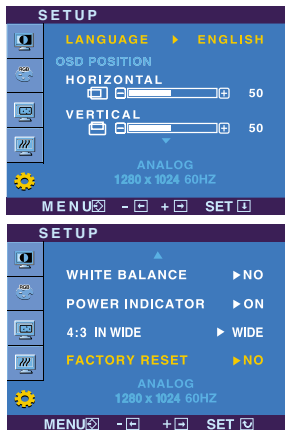 SETUP
LANGUAGE ▶ ENGLISH
OSD POSITION
HORIZONTAL
50
VERTICAL
50
ANALOG
1280 x 1024 60HZ
MENU - + SET
SETUP
RGB
WHITE BALANCE ▶NO
POWER INDICATOR ▶ON
4:3 IN WIDE ▶ WIDE
FACTORY RESET ▶NO
ANALOG
1280 x 1024 60HZ
MENU - + SET